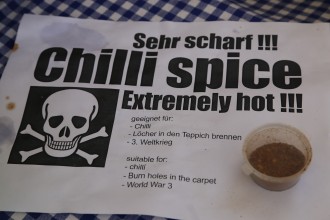 Sehr scharf !!!
Chilli spice
Extremely hot !!!
geeignet für:
- Chilli
- Löcher in den Teppich brennen
- 3. Weltkrieg
suitable for:
- chilli
- Burn holes in the carpet
- World War 3